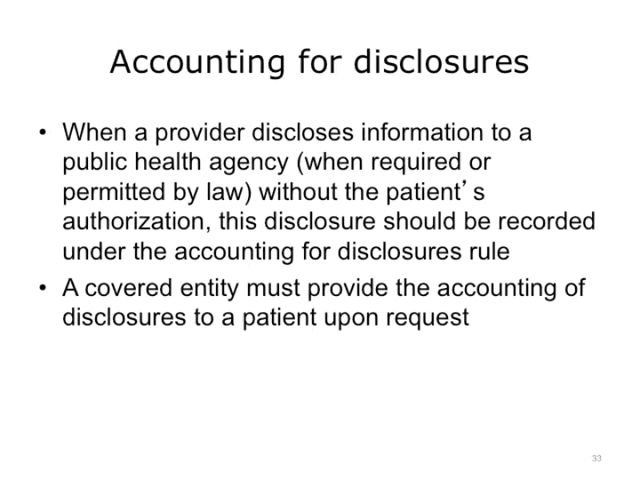 Accounting for disclosures
• When a provider discloses information to a
public health agency (when required or
permitted by law) without the patient’s
authorization, this disclosure should be recorded
under the accounting for disclosures rule
• A covered entity must provide the accounting of
disclosures to a patient upon request
33